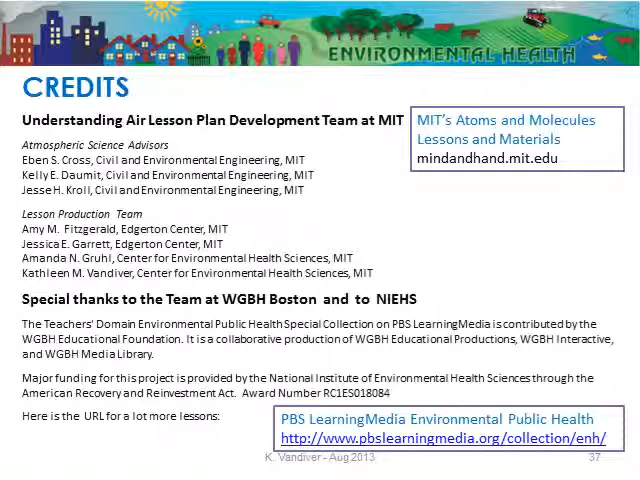 ENVIRONMENTAL HEALTH
CREDITS
Understanding Air Lesson Plan Development Team at MIT
MIT's Atoms and Molecules
Lessons and Materials
mindandhand.mit.edu
Atmospheric Science Advisors
Eben S. Cross, Civil and Environmental Engineering, MIT
Kelly E. Daumit, Civil and Environmental Engineering, MIT
Jesse H. Kroll, Civil and Environmental Engineering, MIT
Lesson Production Team
Amy M. Fitzgerald, Edgerton Center, MIT
Jessica E. Garrett, Edgerton Center, MIT
Amanda N. Gruhl, Center for Environmental Health Sciences, MIT
Kathleen M. Vandiver, Center for Environmental Health Sciences, MIT
Special thanks to the Team at WGBH Boston and to NIEHS
The Teachers' Domain Environmental Public Health Special Collection on PBS LearningMedia is contributed by the
WGBH Educational Foundation. It is a collaborative production of WGBH Educational Productions, WGBH Interactive,
and WGBH Media Library.
Major funding for this project is provided by the National Institute of Environmental Health Sciences through the
American Recovery and Reinvestment Act. Award Number RC1ES018084
Here is the URL for a lot more lessons:
PBS LearningMedia Environmental Public Health
http://www.pbslearningmedia.org/collection/enh/
K. Vandiver - Aug 2013
37